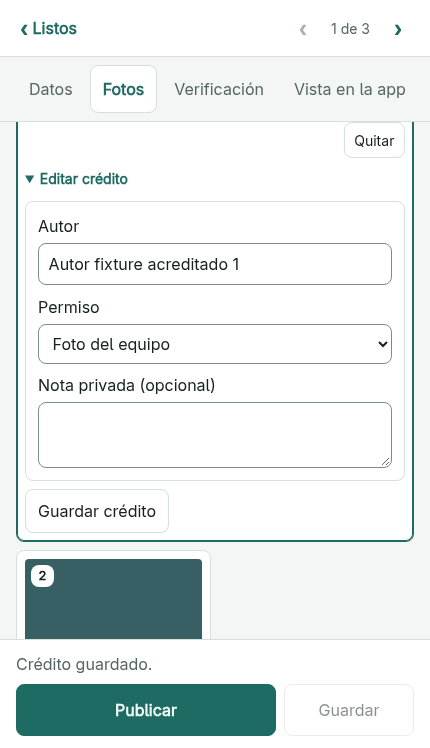 ‹ Listos
‹ 1 de 3 ›
Datos Fotos Verificación Vista en la app
Quitar
▼ Editar crédito
Autor
Autor fixture acreditado 1
Permiso
Foto del equipo
Nota privada (opcional)
Guardar crédito
2
Crédito guardado.
Publicar Guardar